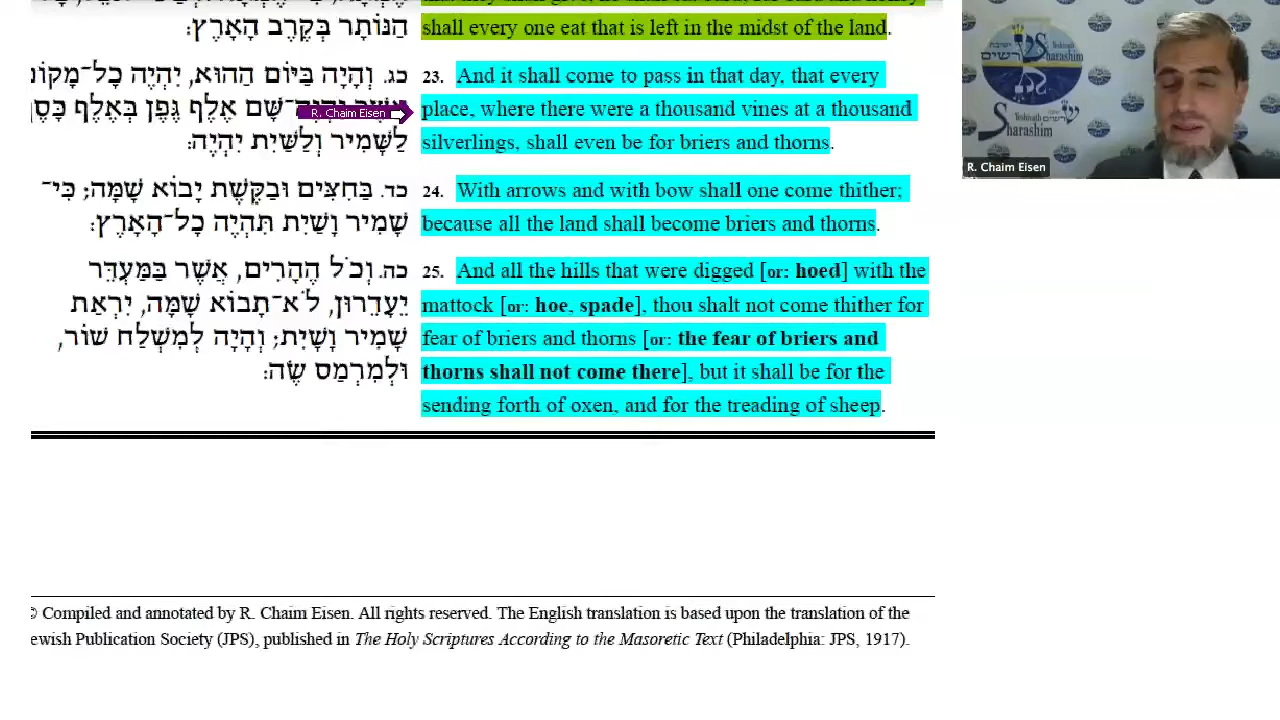 הַנּוֹתָר בְּקֶרֶב הָאָרֶץ:
shall every one eat that is left in the midst of the land.
כג. וְהָיָה בַּיּוֹם הַהוּא, יִהְיֶה כָל־מָקוֹם
שָּׁם אֶלֶף גֶּפֶן בְּאֶלֶף כָּסֶף
לַשָּׁמִיר וְלַשַּׁיִת יִהְיֶה:
R. Chaim Eisen
23. And it shall come to pass in that day, that every
place, where there were a thousand vines at a thousand
silverlings, shall even be for briers and thorns.
כד. בַּחִצִּים וּבַקֶּשֶׁת יָבוֹא שָׁמָּה; כִּי־
שָׁמִיר וָשַׁיִת תִּהְיֶה כָל־הָאָרֶץ:
24. With arrows and with bow shall one come thither;
because all the land shall become briers and thorns.
כה. וְכֹל הֶהָרִים, אֲשֶׁר בַּמַּעְדֵּר
יֵעָדֵרוּן, לֹא־תָבוֹא שָׁמָּה, יִרְאַת
שָׁמִיר וָשָׁיִת; וְהָיָה לְמִשְׁלַח שׁוֹר,
וּלְמִרְמַס שֶׂה:
25. And all the hills that were digged [or: hoed] with the
mattock [or: hoe, spade], thou shalt not come thither for
fear of briers and thorns [or: the fear of briers and
thorns shall not come there], but it shall be for the
sending forth of oxen, and for the treading of sheep.
© Compiled and annotated by R. Chaim Eisen. All rights reserved. The English translation is based upon the translation of the
ewish Publication Society (JPS), published in The Holy Scriptures According to the Masoretic Text (Philadelphia: JPS, 1917).
ישיבת שרשים
Yeshivath
Sharashim
R. Chaim Eisen